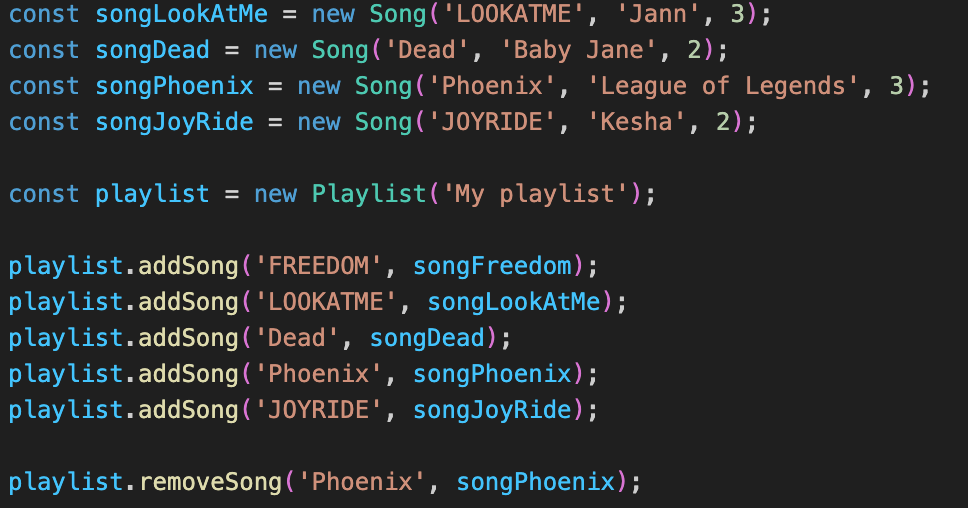 const songLookAtMe = new Song('LOOKATME', 'Jann', 3);
const songDead = new Song('Dead', 'Baby Jane', 2);
const songPhoenix = new Song('Phoenix', 'League of Legends', 3);
const songJoyRide = new Song('JOYRIDE', 'Kesha', 2);
const playlist = new Playlist('My playlist');
playlist.addSong('FREEDOM', songFreedom);
playlist.addSong('LOOKATME', songLookAtMe);
playlist.addSong('Dead', songDead);
playlist.addSong('Phoenix', songPhoenix);
playlist.addSong('JOYRIDE', songJoyRide);
playlist.removeSong('Phoenix', songPhoenix);